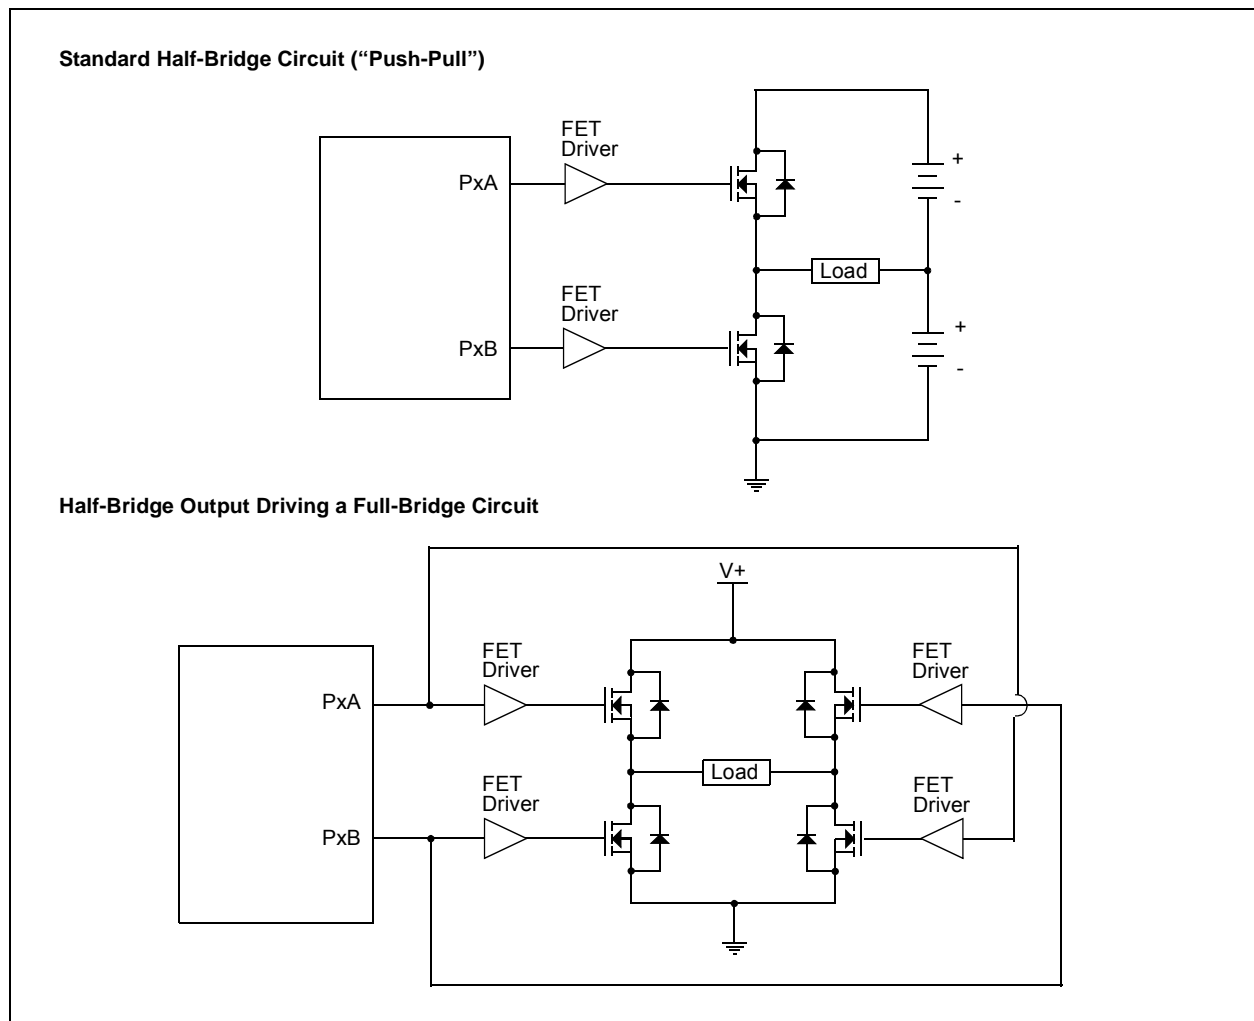 Standard Half-Bridge Circuit (“Push-Pull”)
FET
Driver
PxA
+
-
Load
FET
Driver
PxB
+
-
Half-Bridge Output Driving a Full-Bridge Circuit
V+
FET
Driver
FET
Driver
PxA
Load
FET
Driver
FET
Driver
PxB